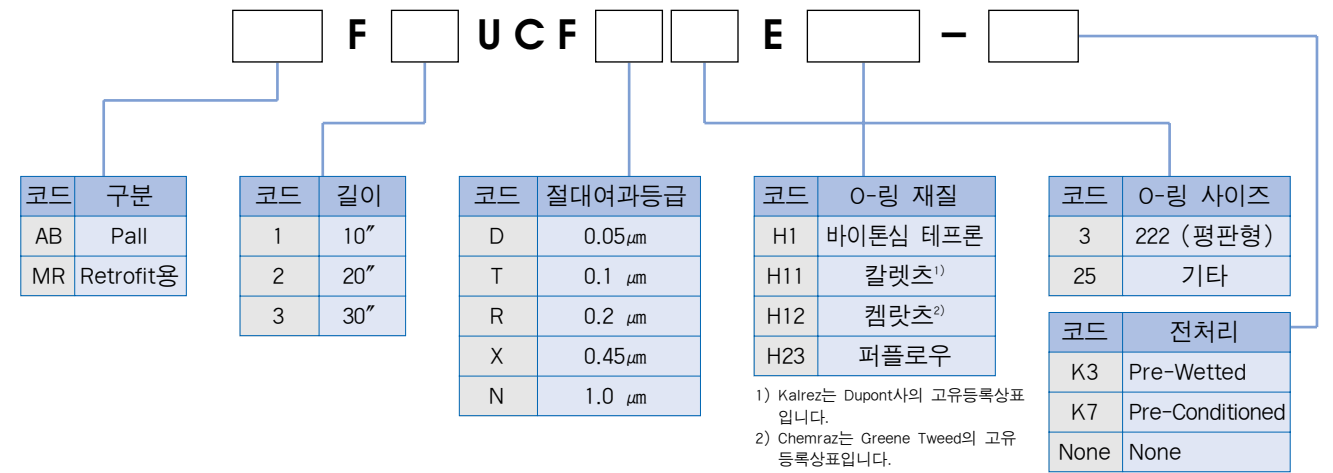 F UCF E –
코드 구분
AB Pall
MR Retrofit용
코드 길이
1 10″
2 20″
3 30″
코드 절대여과등급
D 0.05㎛
T 0.1 ㎛
R 0.2 ㎛
X 0.45㎛
N 1.0 ㎛
코드 O-링 재질
H1 바이톤심 테프론
H11 칼렛츠1)
H12 켐랏츠2)
H23 퍼플로우
1) Kalrez는 Dupont사의 고유등록상표
입니다.
2) Chemraz는 Greene Tweed의 고유
등록상표입니다.
코드 O-링 사이즈
3 222 (평판형)
25 기타
코드 전처리
K3 Pre-Wetted
K7 Pre-Conditioned
None None